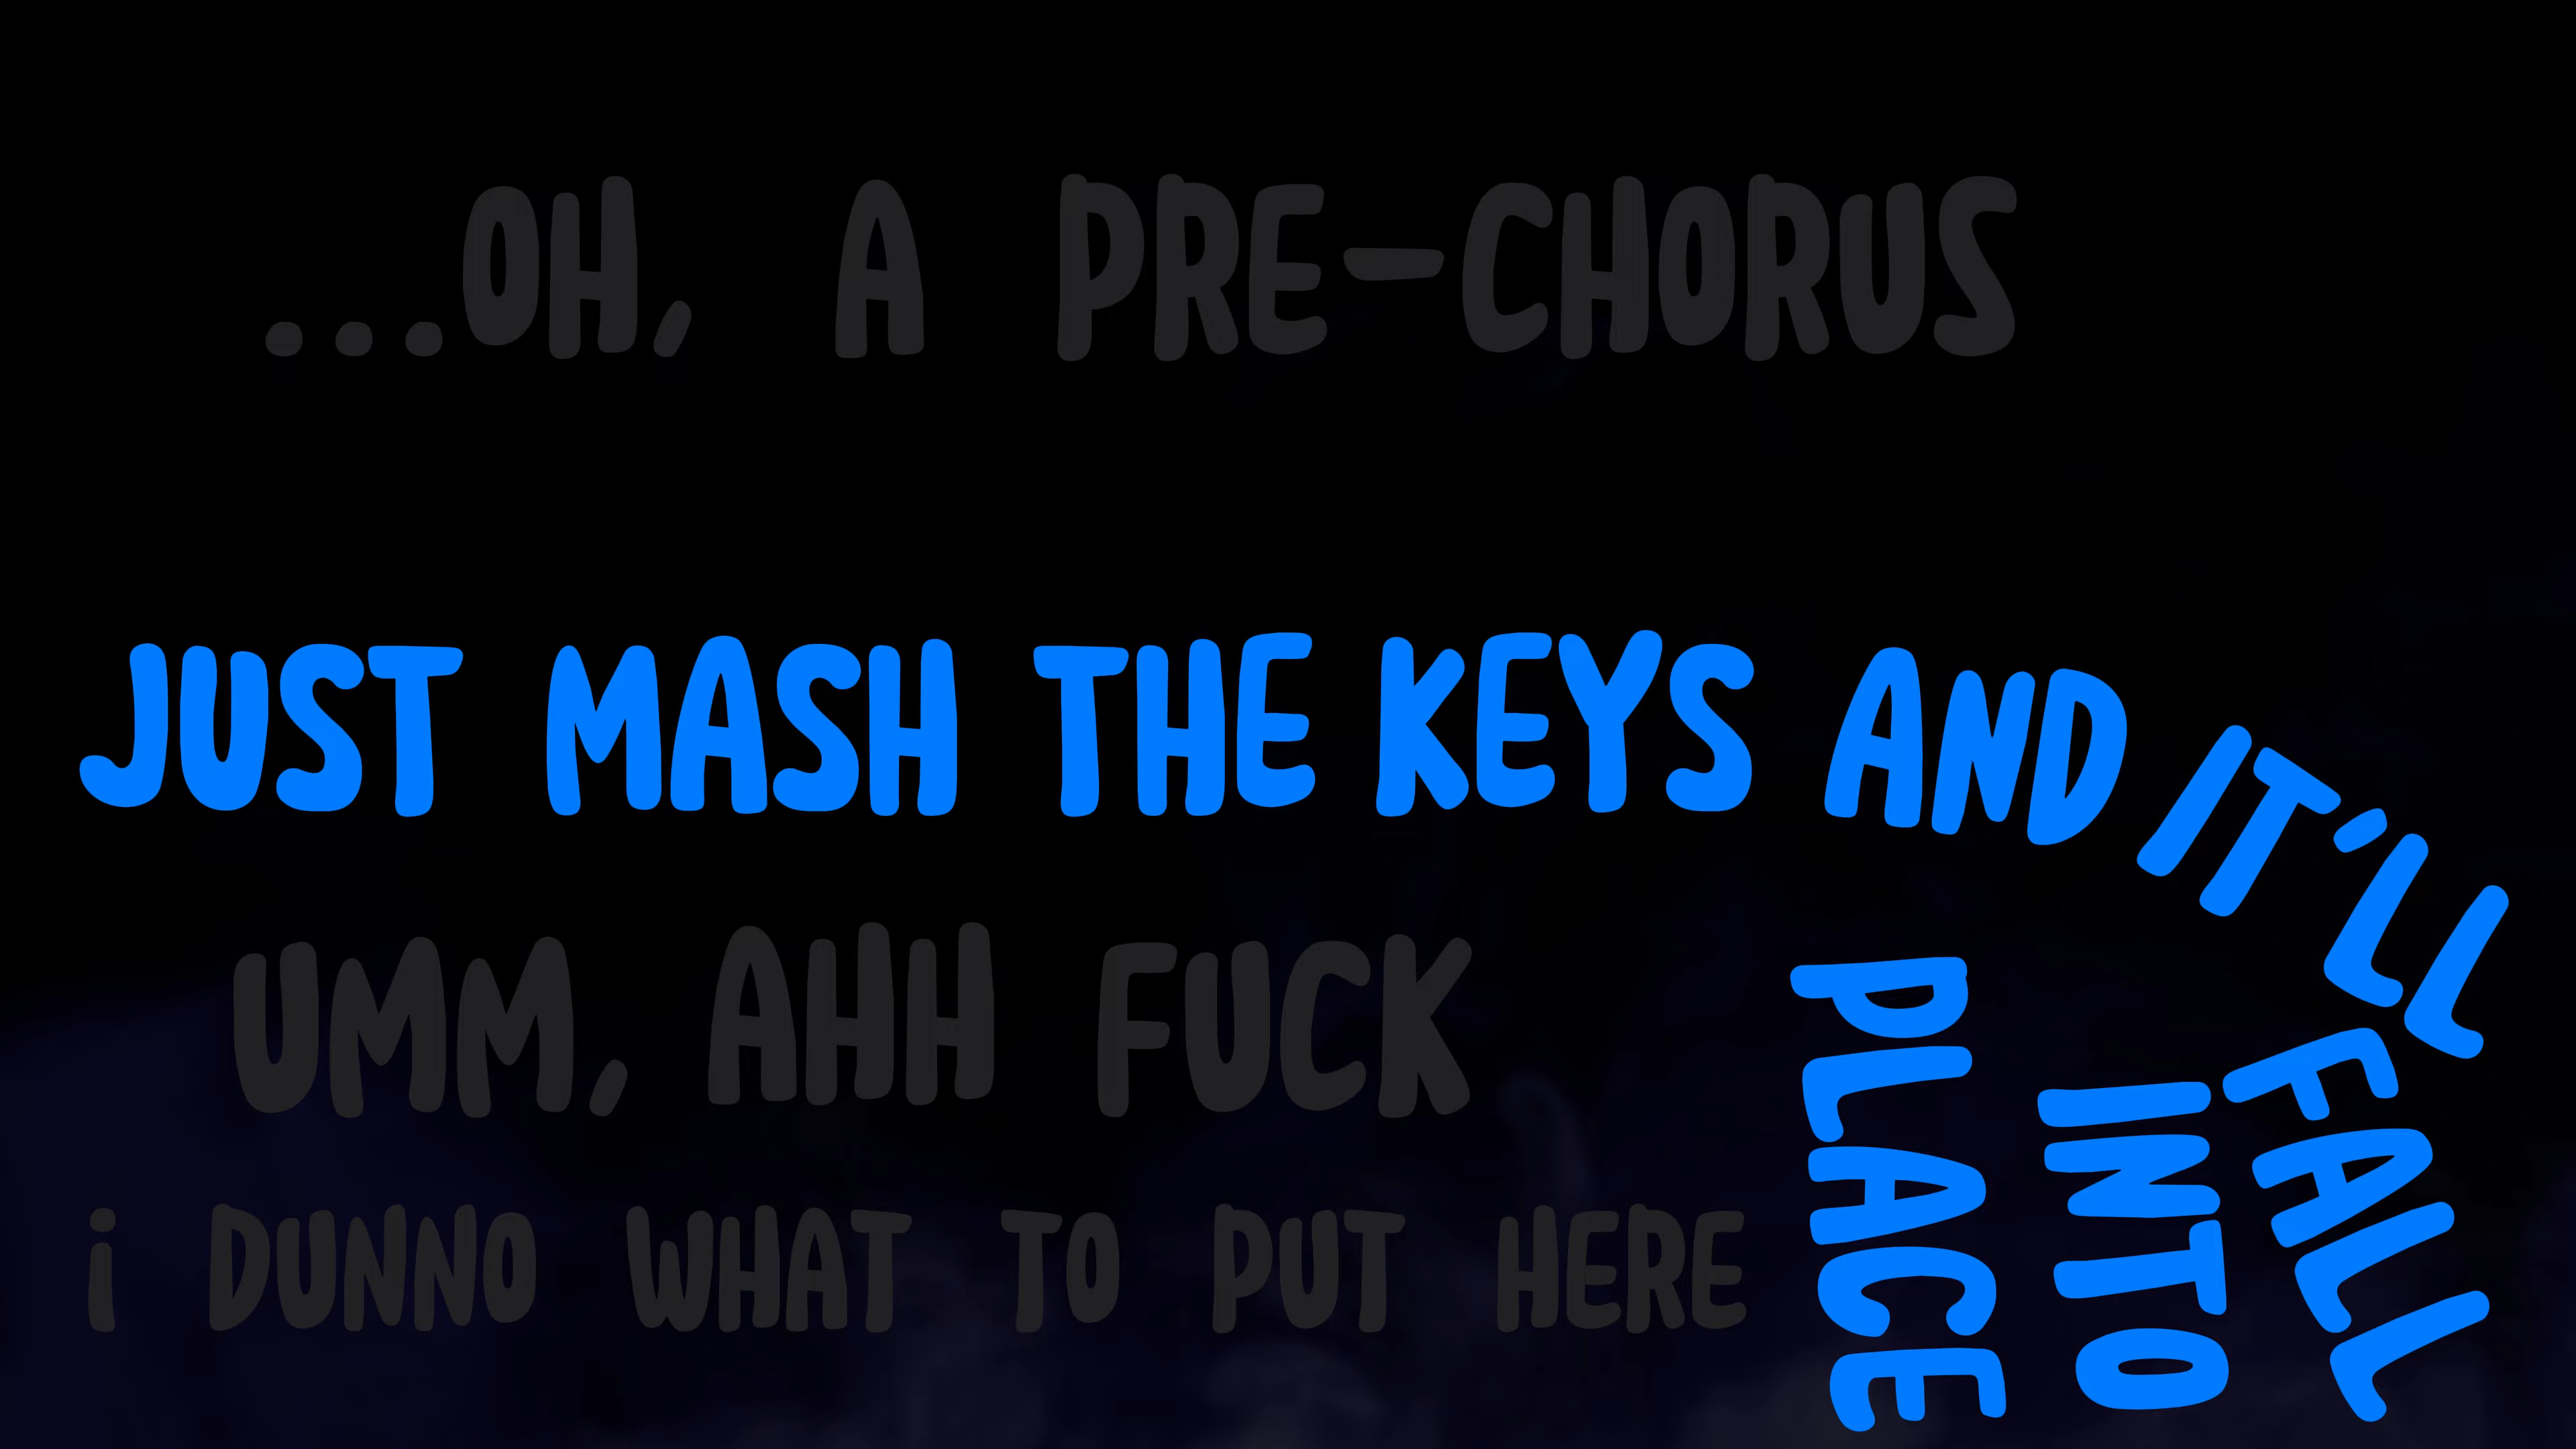 ...OH, A PRE-CHORUS
JUST MASH THE KEYS AND IT'LL FALL INTO PLACE
UMM, AHH FUCK
i DUNNO WHAT TO PUT HERE